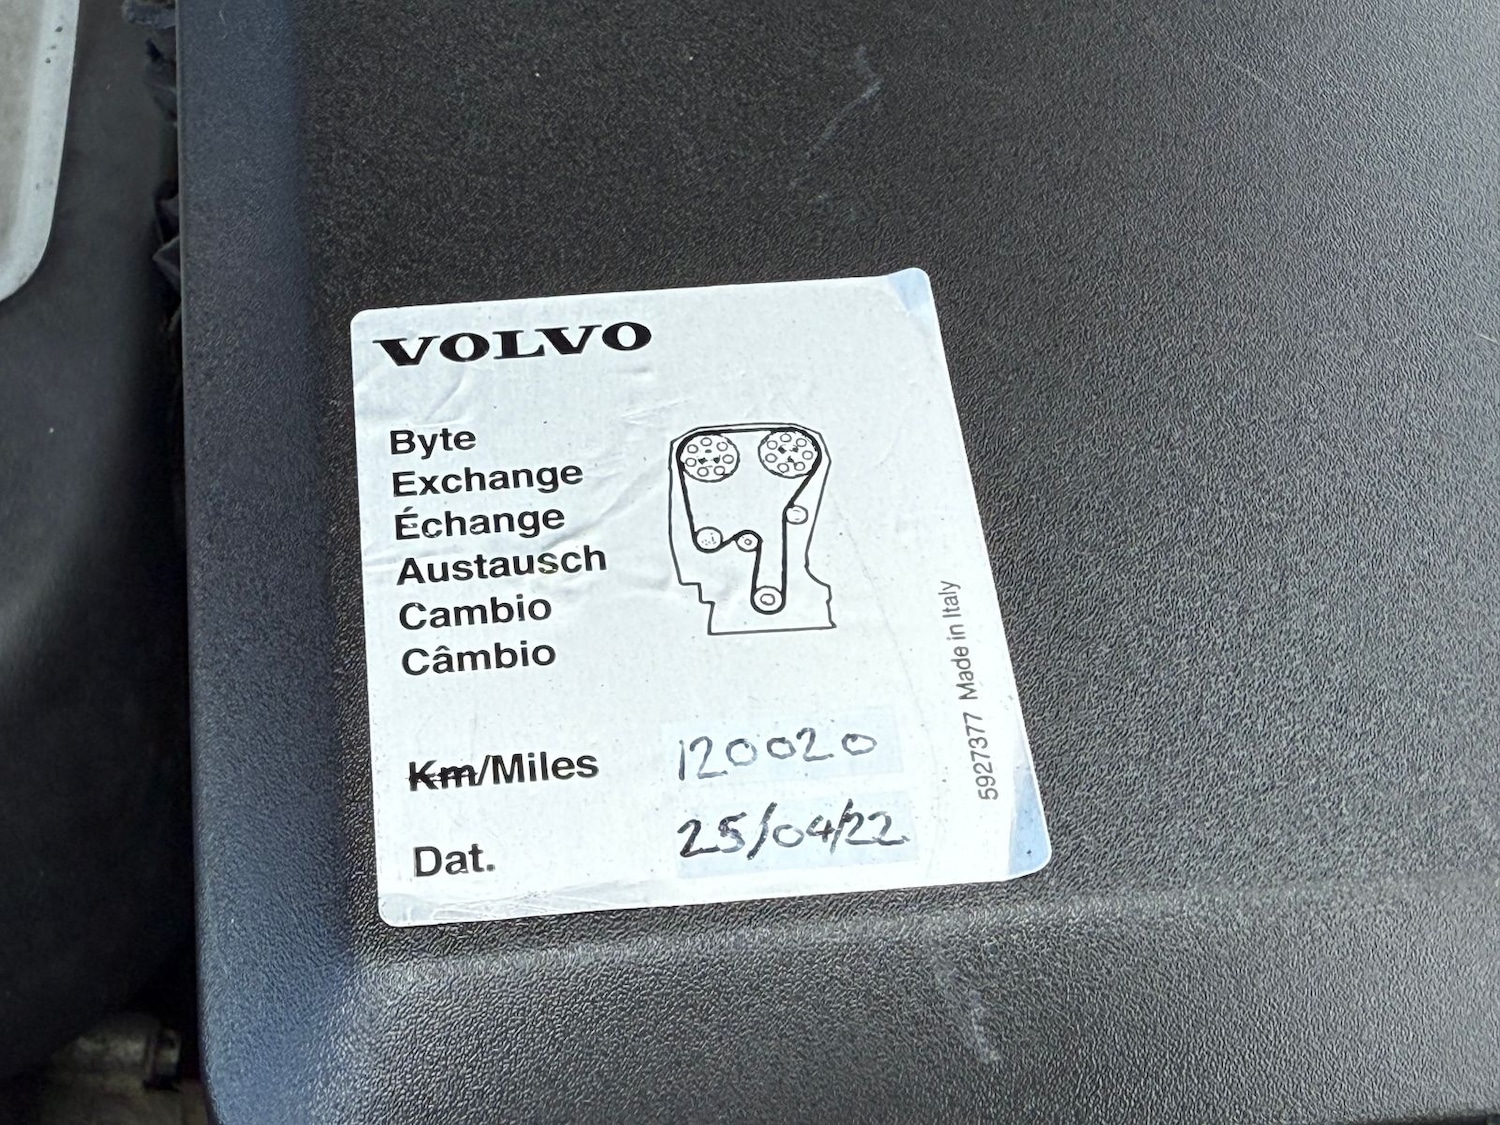 VOLVO
Byte
Exchange
Échange
Austausch
Cambio
Câmbio
Km/Miles 120020
Dat. 25/04/22
5927377 Made in Italy